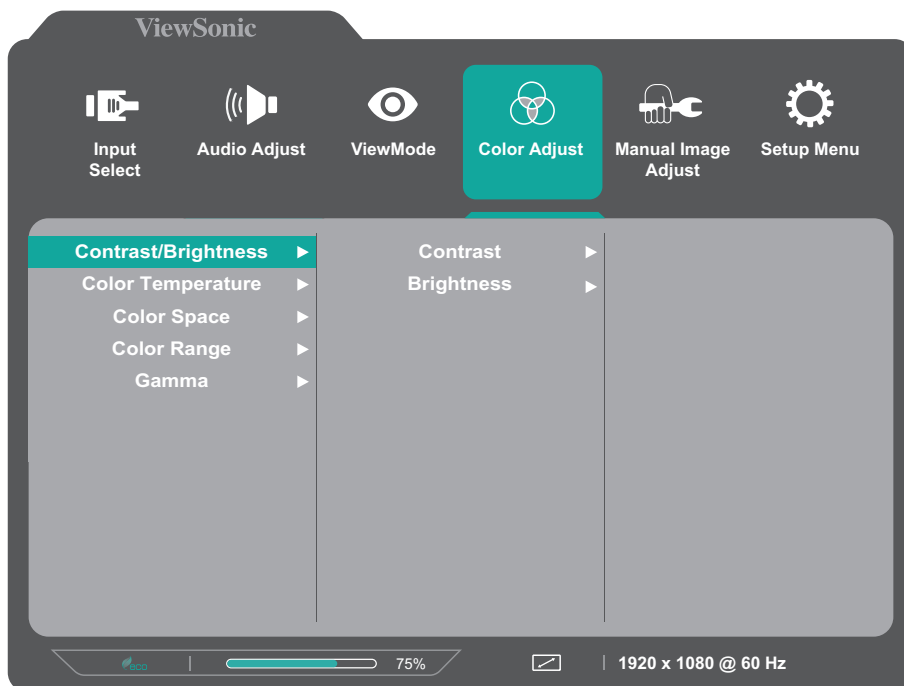 ViewSonic
Input Select
Audio Adjust
ViewMode
Color Adjust
Manual Image Adjust
Setup Menu
Contrast/Brightness
Contrast
Color Temperature
Brightness
Color Space
Color Range
Gamma
eco
75%
1920 x 1080 @ 60 Hz